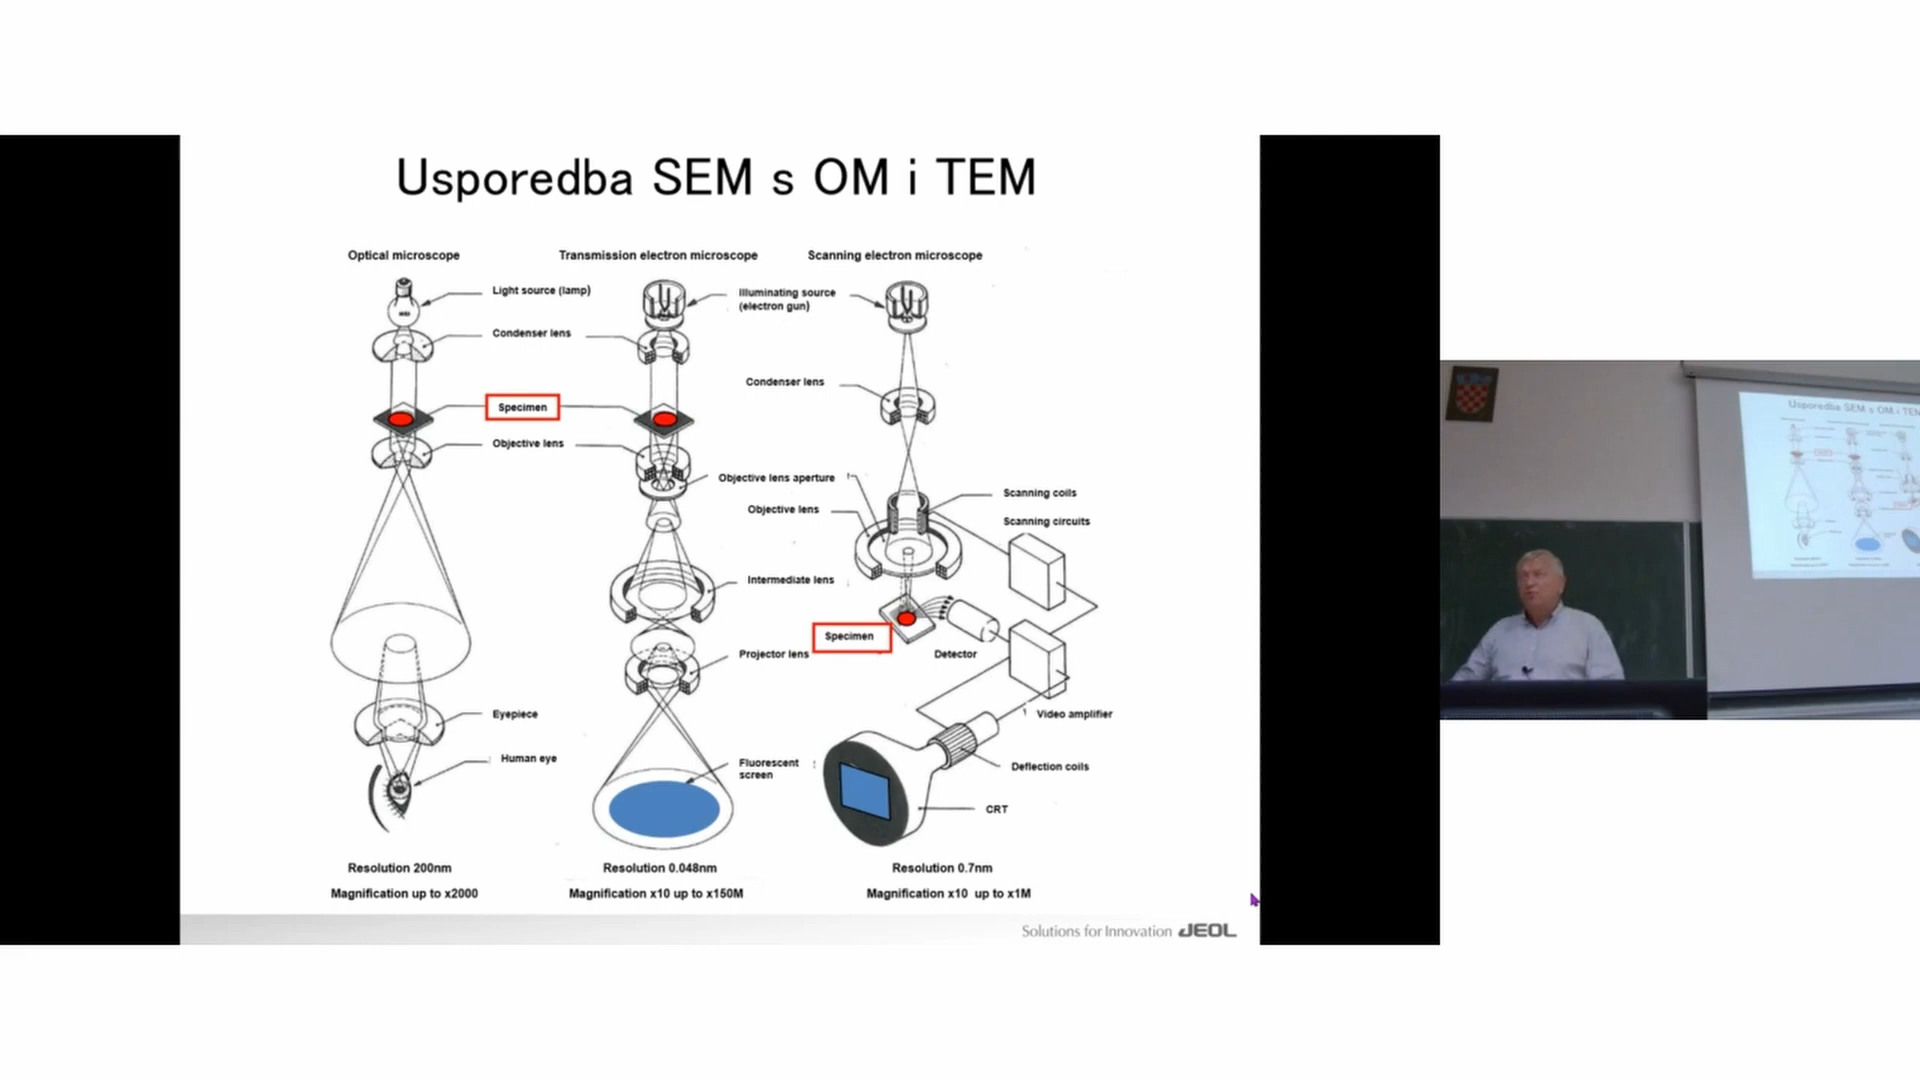 Usporedba SEM s OM i TEM
Optical microscope
Transmission electron microscope
Scanning electron microscope
Light source (lamp)
Illuminating source
(electron gun)
Condenser lens
Condenser lens
Specimen
Objective lens
Objective lens aperture
Objective lens
Scanning coils
Scanning circuits
Intermediate lens
Specimen
Projector lens
Detector
Eyepiece
Video amplifier
Human eye
Fluorescent
screen
Deflection coils
CRT
Resolution 200nm
Resolution 0.048nm
Resolution 0.7nm
Magnification up to x2000
Magnification x10 up to x150M
Magnification x10 up to x1M
Solutions for Innovation JEOL
Usporedba SEM s OM i TEM